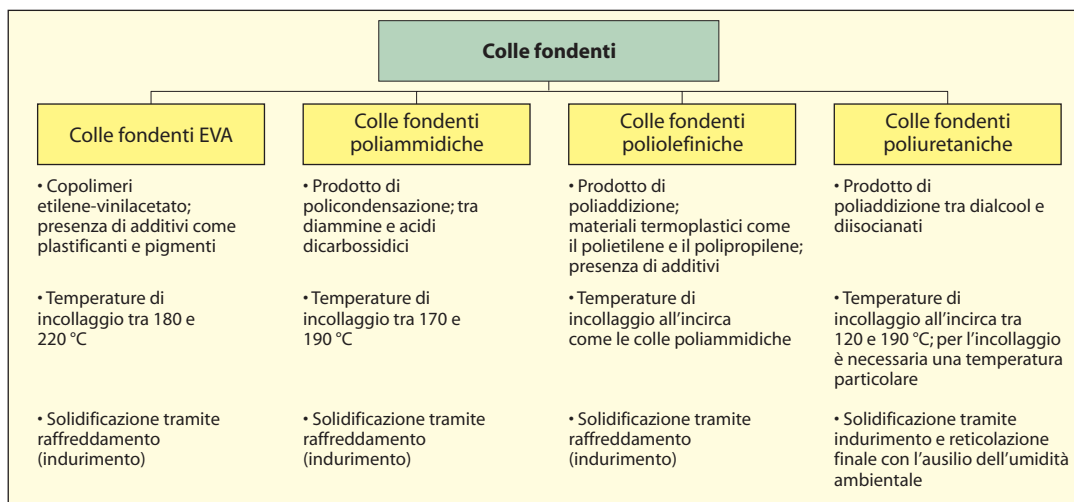 Colle fondenti
Colle fondenti EVA
• Copolimeri
etilene-vinilacetato;
presenza di additivi come
plastificanti e pigmenti
• Temperature di
incollaggio tra 180 e
220 °C
• Solidificazione tramite
raffreddamento
(indurimento)
Colle fondenti
poliammidiche
• Prodotto di
policondensazione; tra
diammine e acidi
dicarbossidici
• Temperature di
incollaggio tra 170 e
190 °C
• Solidificazione tramite
raffreddamento
(indurimento)
Colle fondenti
poliolefiniche
• Prodotto di
poliaddizione;
materiali termoplastici come
il polietilene e il polipropilene;
presenza di additivi
• Temperature di
incollaggio all’incirca
come le colle poliammidiche
• Solidificazione tramite
raffreddamento
(indurimento)
Colle fondenti
poliuretaniche
• Prodotto di
poliaddizione tra dialcool e
diisocianati
• Temperature di
incollaggio all’incirca tra
120 e 190 °C; per l’incollaggio
è necessaria una temperatura
particolare
• Solidificazione tramite
indurimento e reticolazione
finale con l’ausilio dell’umidità
ambientale